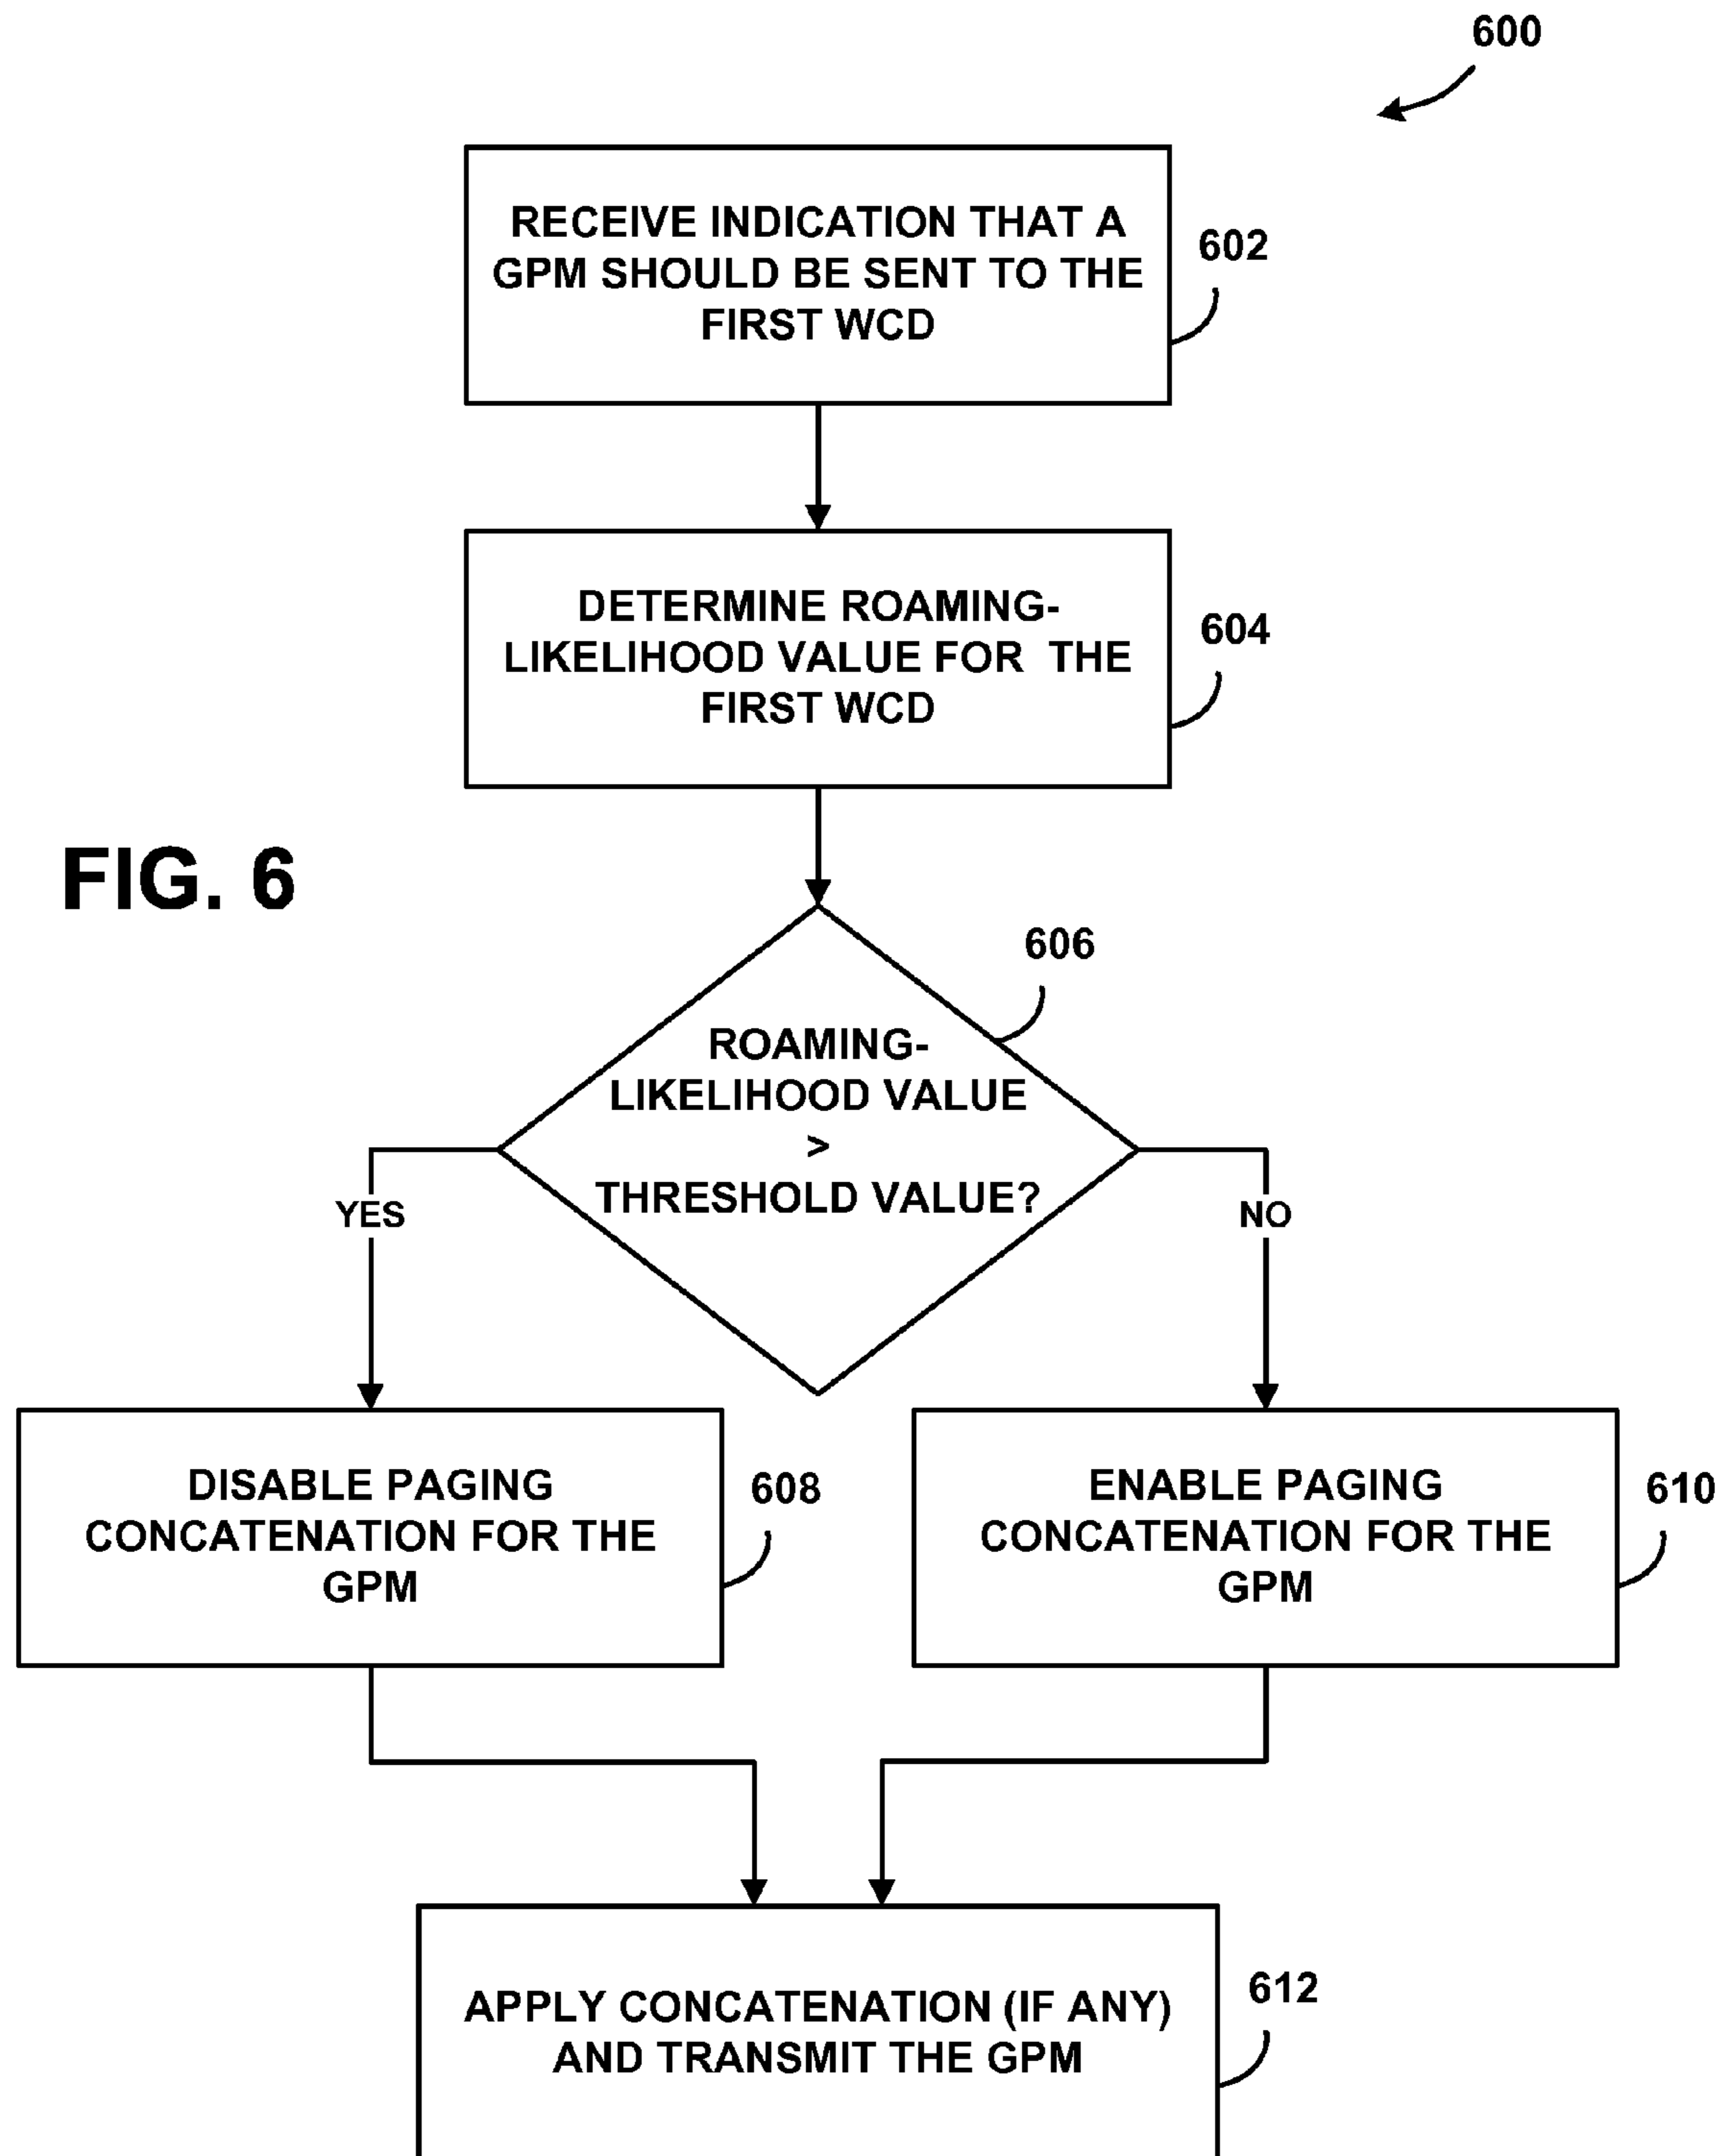 600
RECEIVE INDICATION THAT A
GPM SHOULD BE SENT TO THE
FIRST WCD
602
DETERMINE ROAMING-
LIKELIHOOD VALUE FOR THE
FIRST WCD
604
FIG. 6
606
ROAMING-
LIKELIHOOD VALUE
>
THRESHOLD VALUE?
YES
NO
DISABLE PAGING
CONCATENATION FOR THE
GPM
608
ENABLE PAGING
CONCATENATION FOR THE
GPM
610
APPLY CONCATENATION (IF ANY)
AND TRANSMIT THE GPM
612